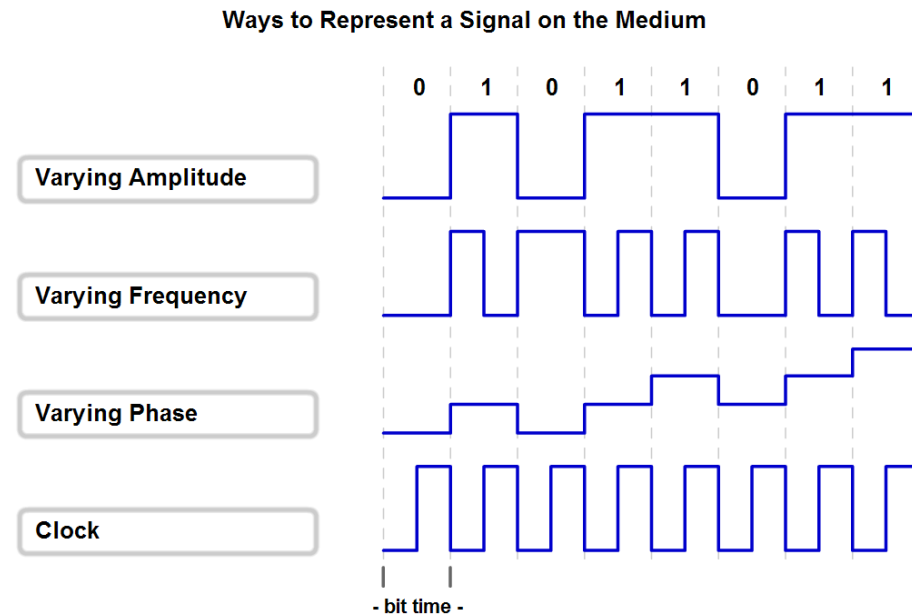 Ways to Represent a Signal on the Medium
0 1 0 1 1 0 1 1
Varying Amplitude
Varying Frequency
Varying Phase
Clock
- bit time -